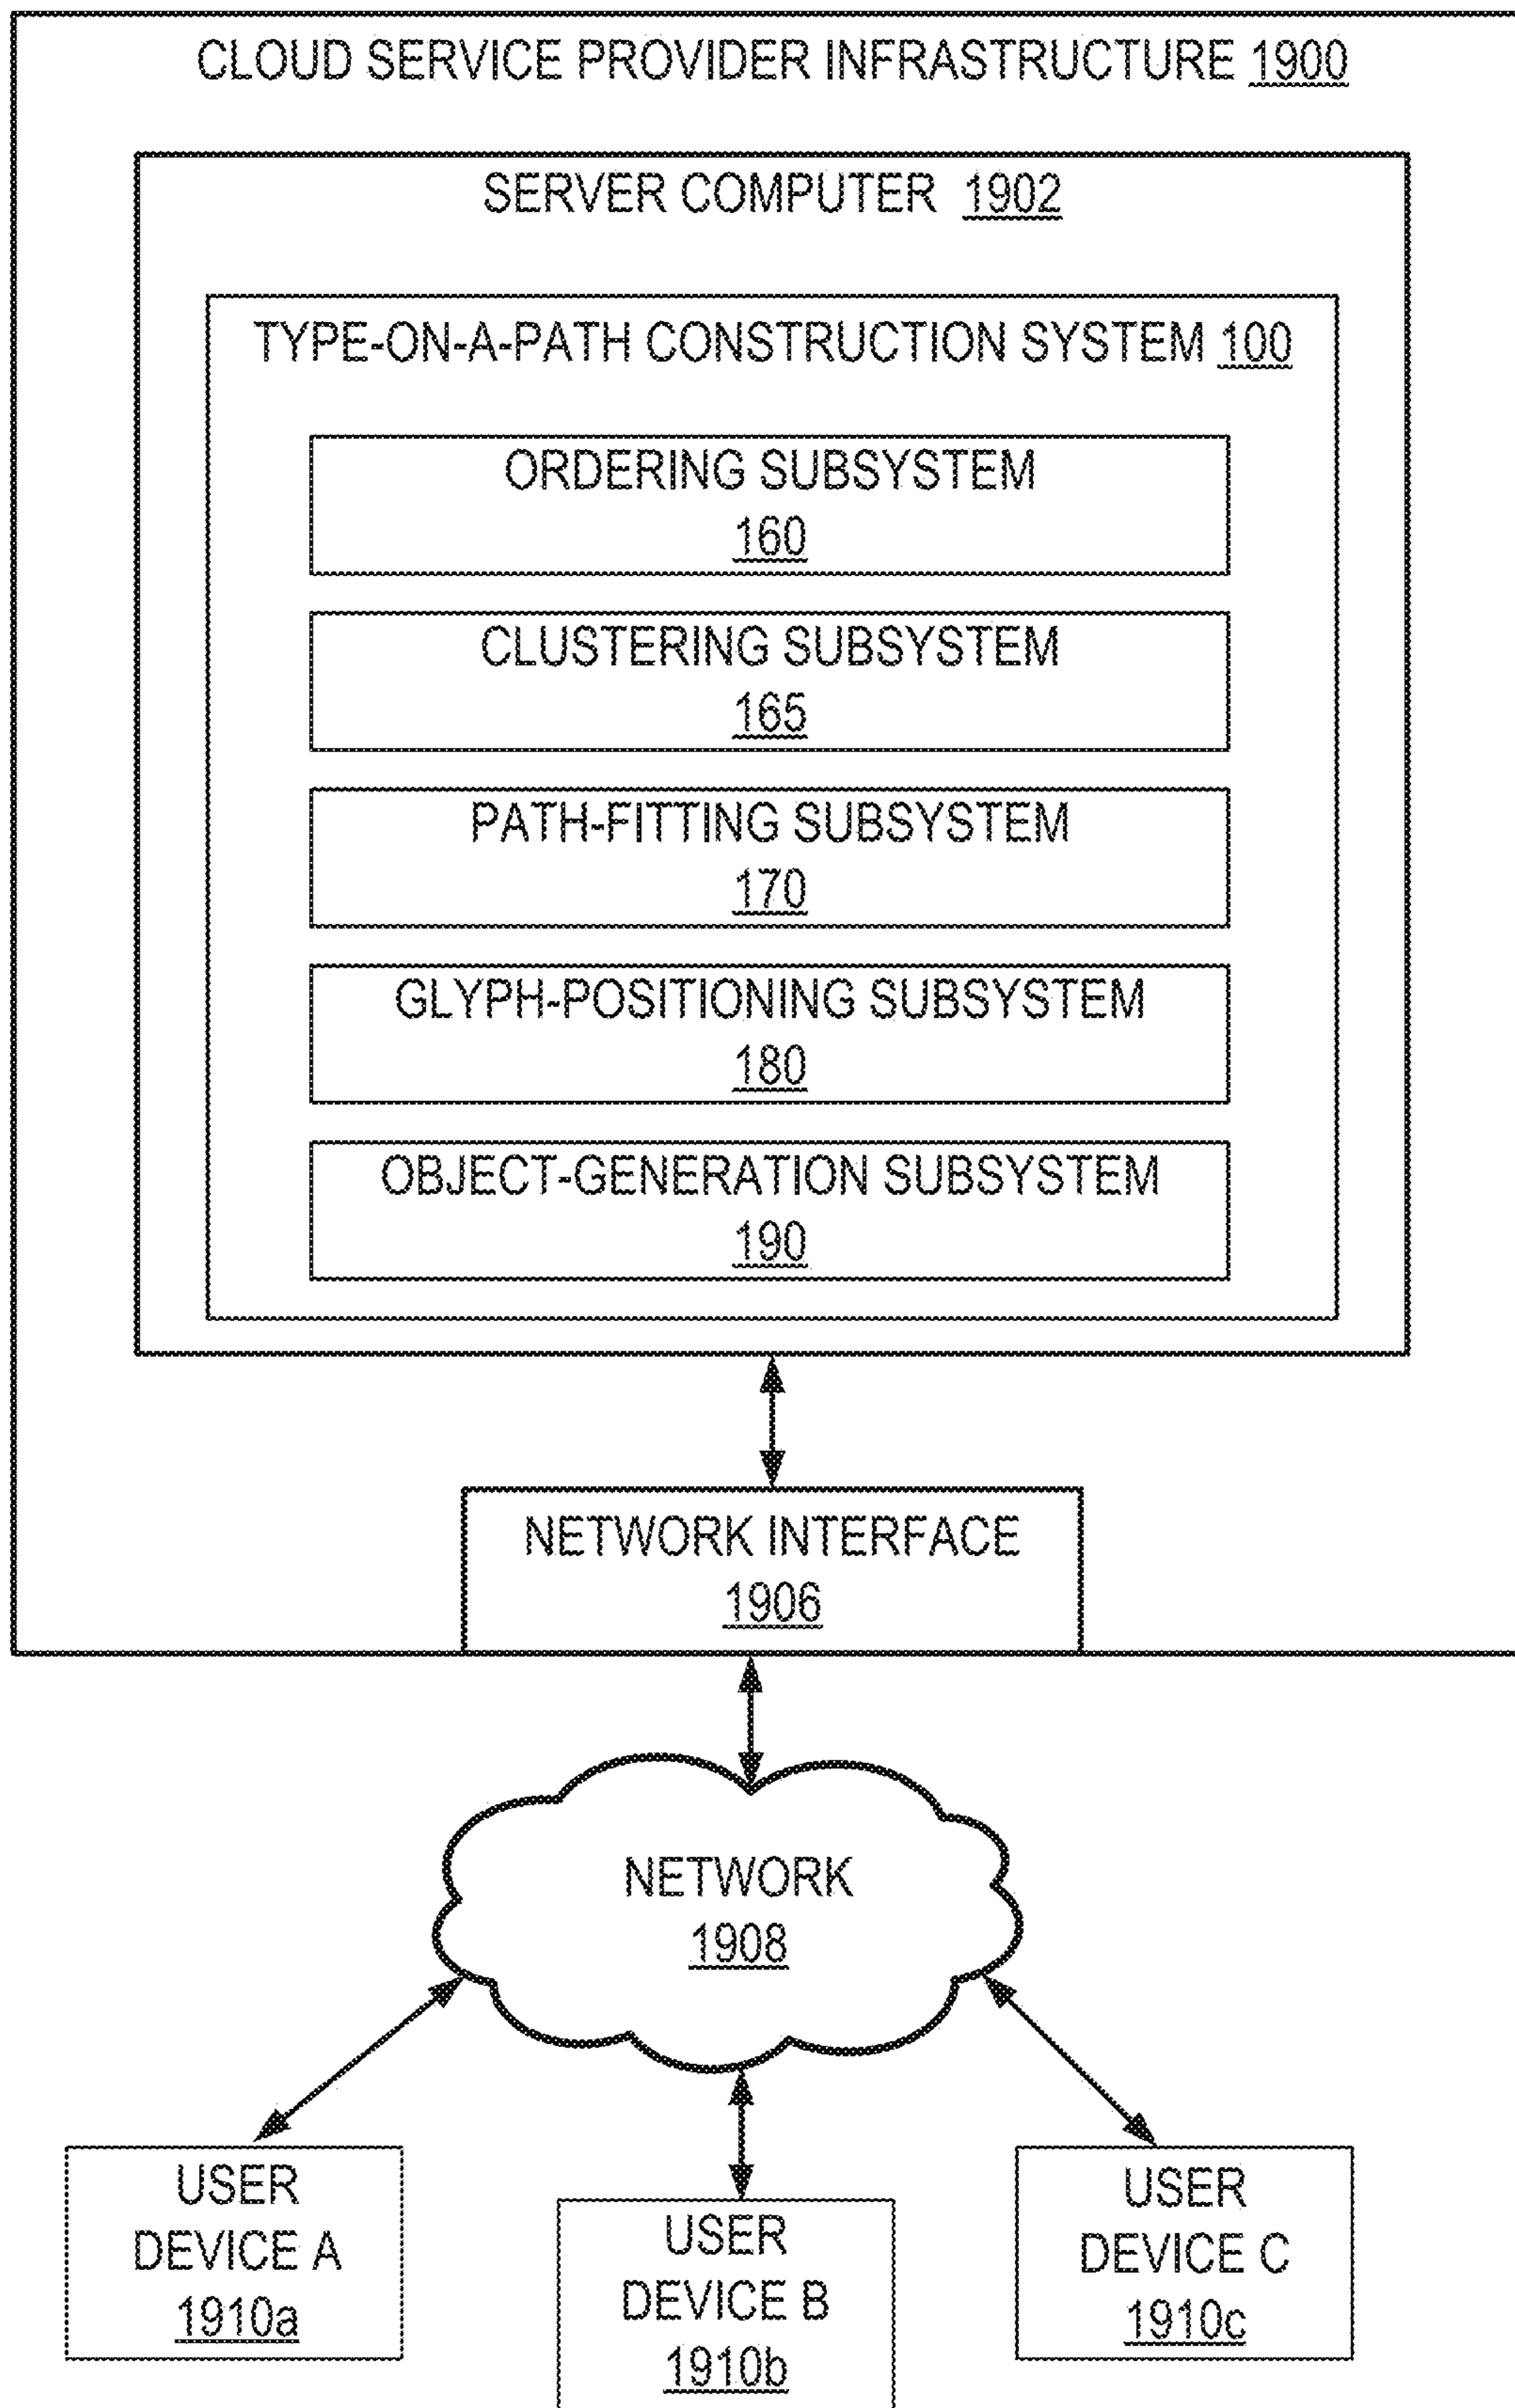 CLOUD SERVICE PROVIDER INFRASTRUCTURE 1900
SERVER COMPUTER 1902
TYPE-ON-A-PATH CONSTRUCTION SYSTEM 100
ORDERING SUBSYSTEM
160
CLUSTERING SUBSYSTEM
165
PATH-FITTING SUBSYSTEM
170
GLYPH-POSITIONING SUBSYSTEM
180
OBJECT-GENERATION SUBSYSTEM
190
NETWORK INTERFACE
1906
NETWORK
1908
USER
DEVICE A
1910a
USER
DEVICE B
1910b
USER
DEVICE C
1910c